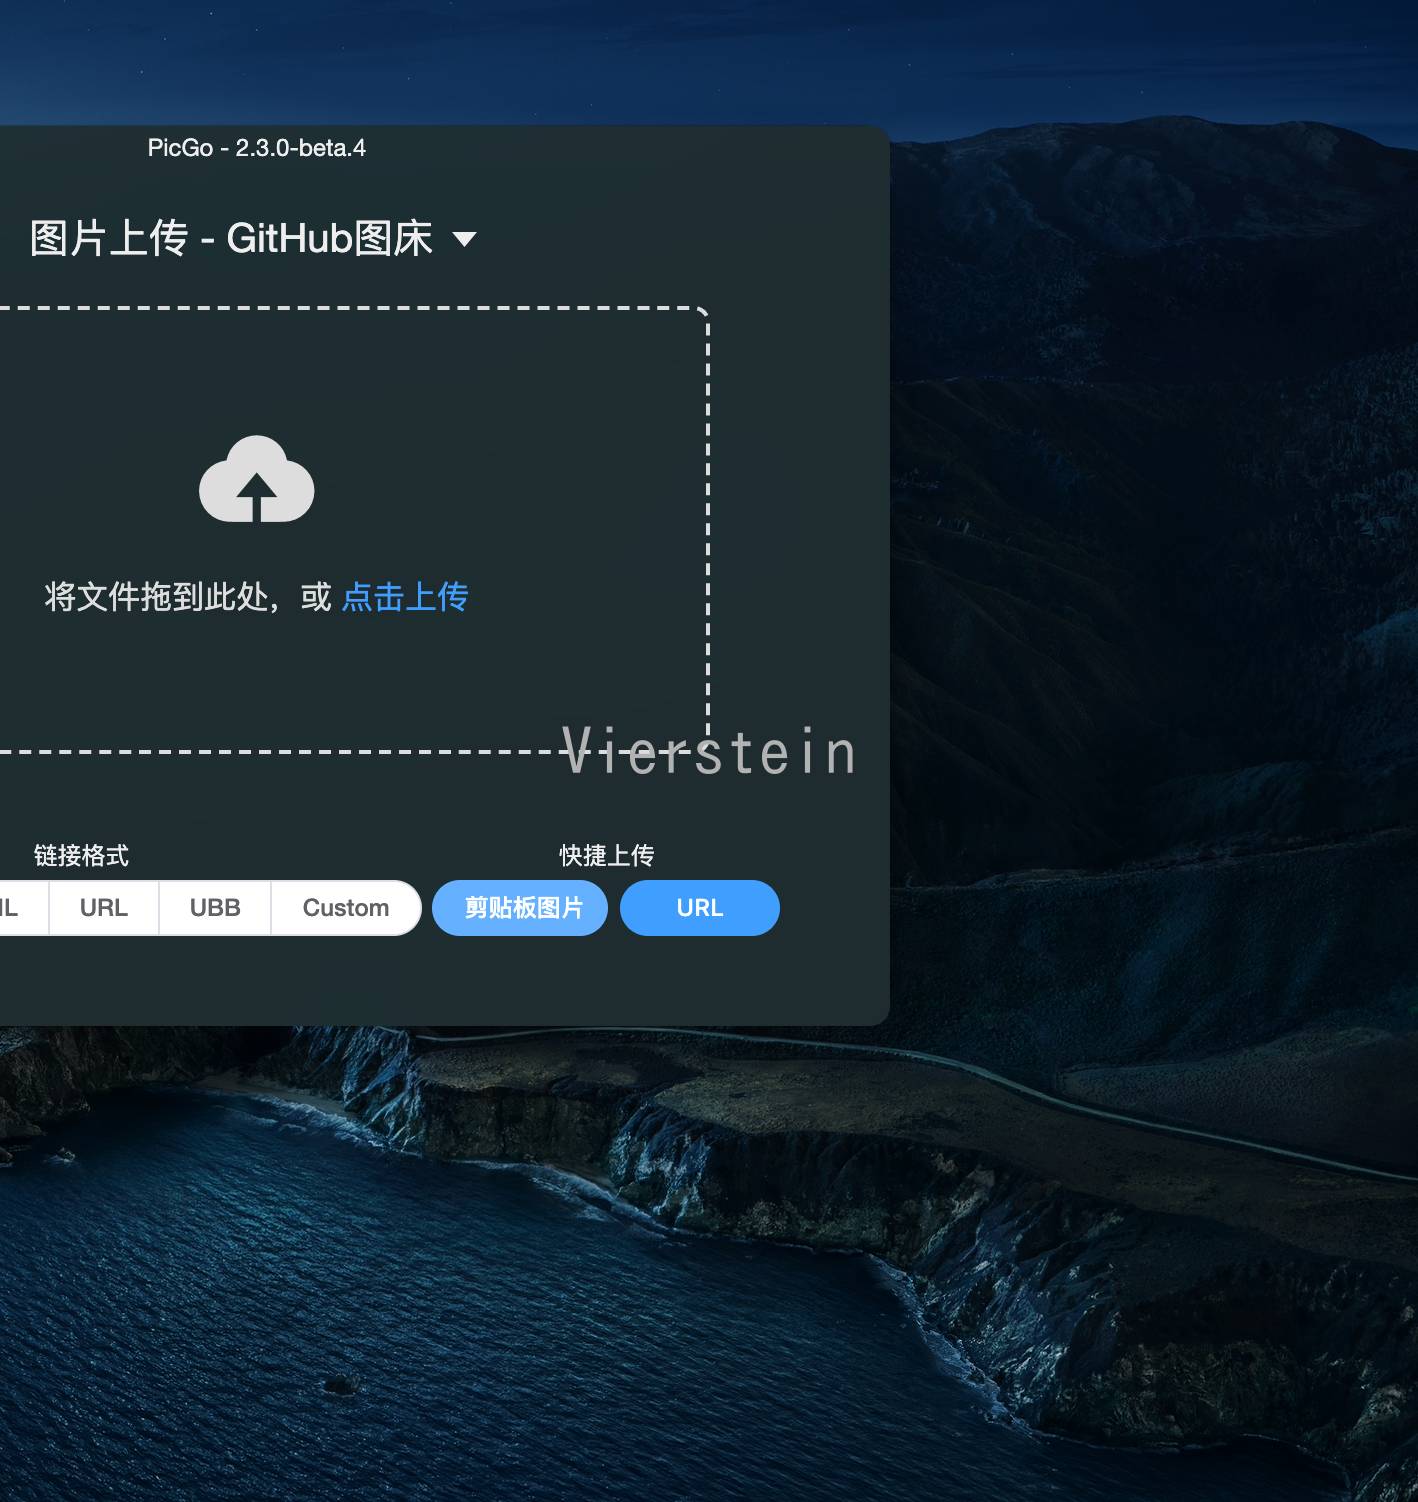 PicGo - 2.3.0-beta.4
图片上传 - GitHub图床
将文件拖到此处，或 点击上传
Vierstein
链接格式 快捷上传
URL UBB Custom 剪贴板图片 URL